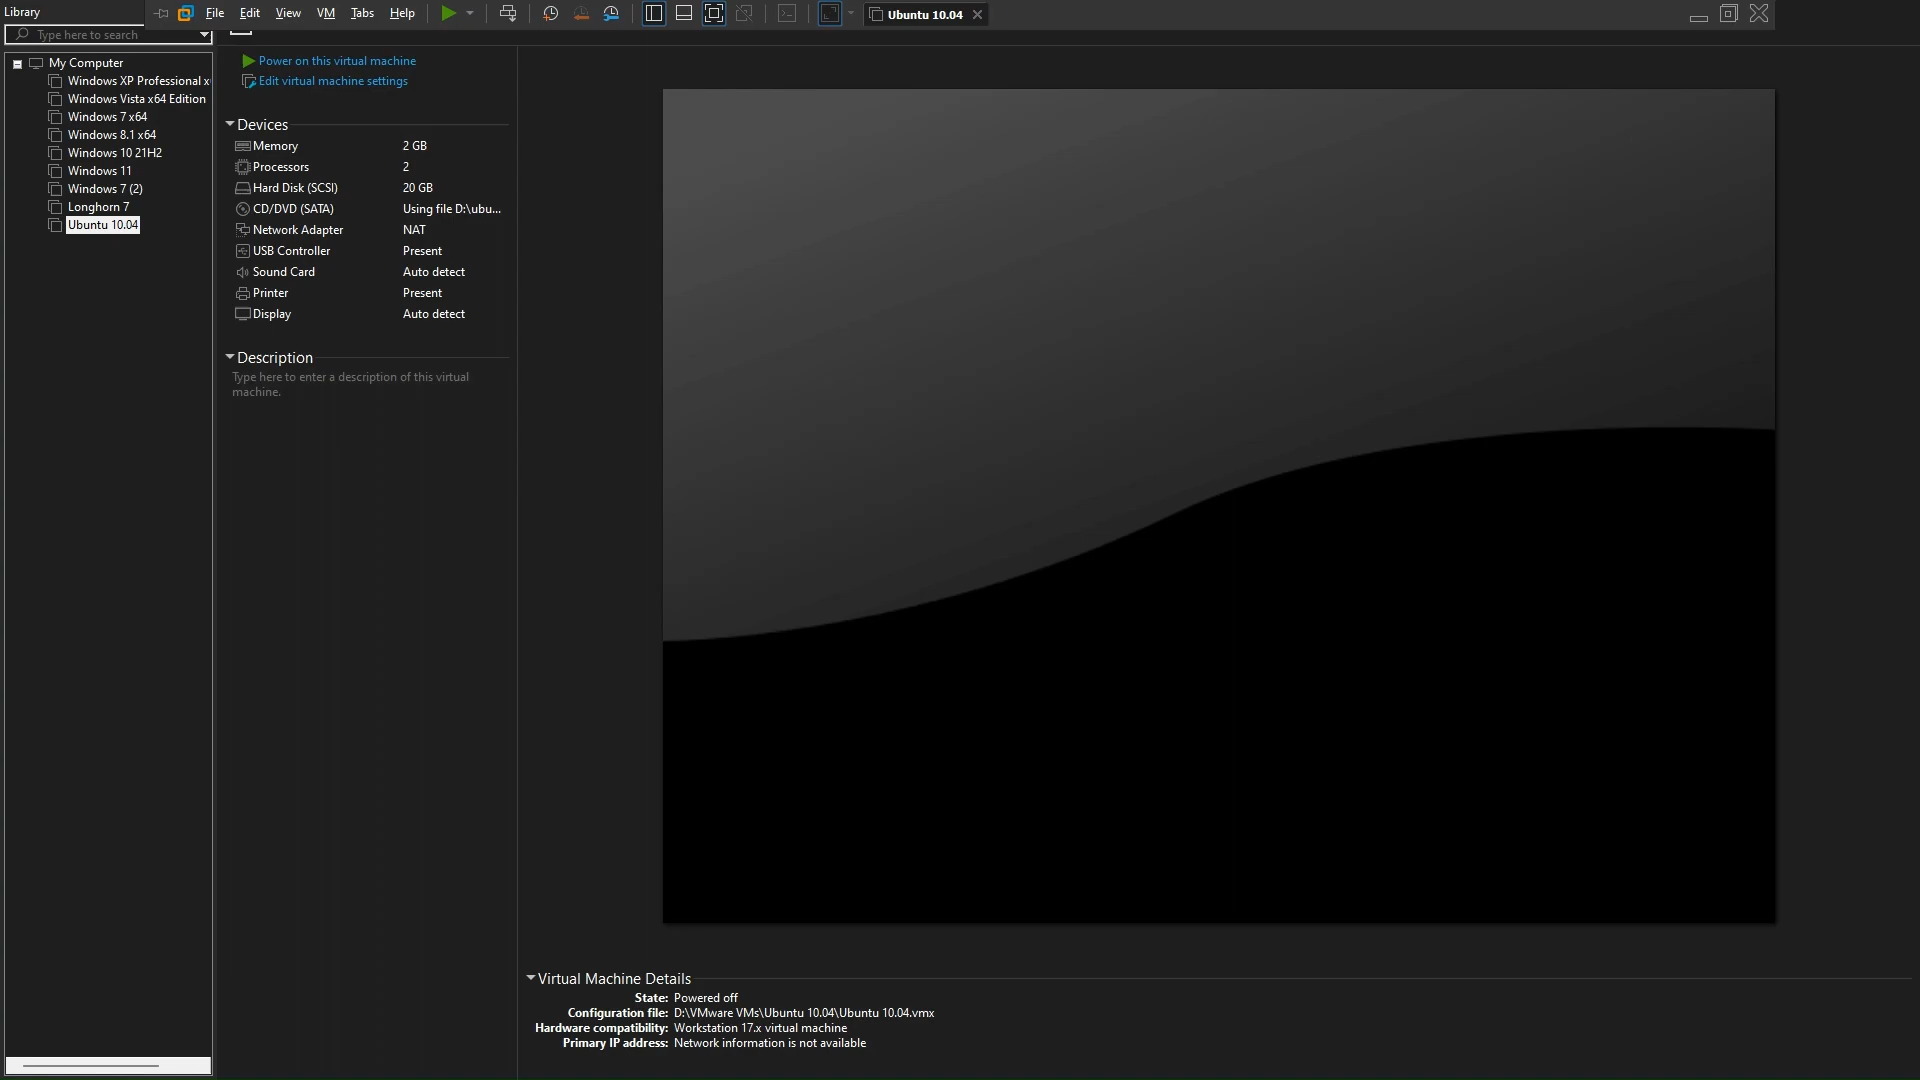 Library
File Edit View VM Tabs Help
Ubuntu 10.04
Type here to search
My Computer
Windows XP Professional x
Windows Vista x64 Edition
Windows 7 x64
Windows 8.1 x64
Windows 10 21H2
Windows 11
Windows 7 (2)
Longhorn 7
Ubuntu 10.04
Power on this virtual machine
Edit virtual machine settings
Devices
Memory 2 GB
Processors 2
Hard Disk (SCSI) 20 GB
CD/DVD (SATA) Using file D:\ubu...
Network Adapter NAT
USB Controller Present
Sound Card Auto detect
Printer Present
Display Auto detect
Description
Type here to enter a description of this virtual
machine.
Virtual Machine Details
State: Powered off
Configuration file: D:\VMware VMs\Ubuntu 10.04\Ubuntu 10.04.vmx
Hardware compatibility: Workstation 17.x virtual machine
Primary IP address: Network information is not available